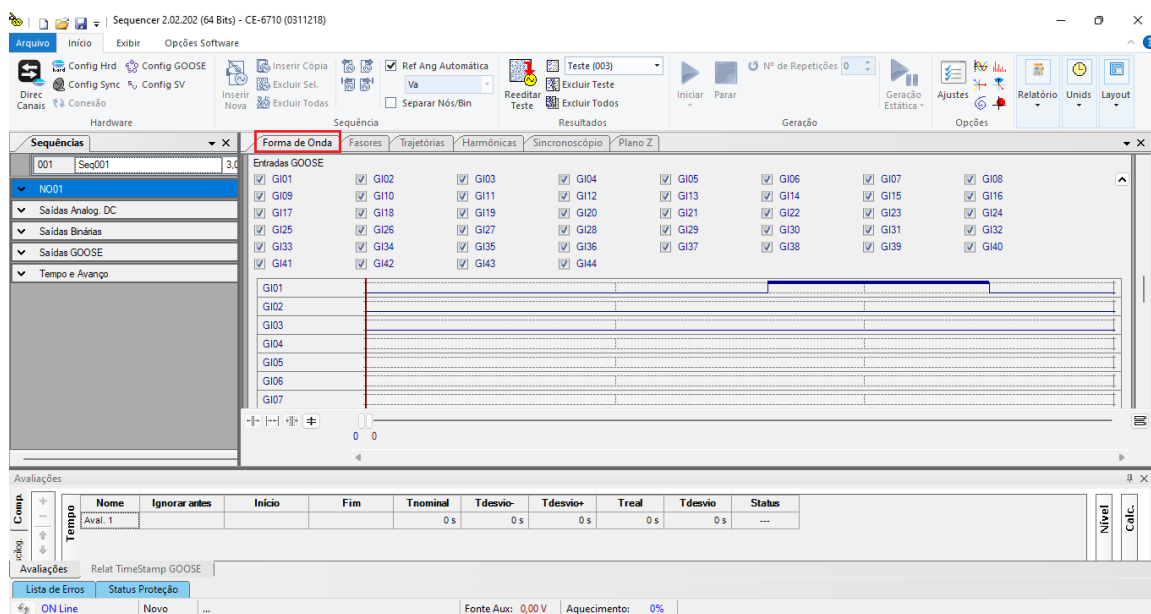 Sequencer 2.02.202 (64 Bits) - CE-6710 (0311218)
Arquivo Início Exibir Opções Software
Direc Canais
Config Hrd Config GOOSE
Config Sync Config SV
Conexão
Hardware
Inserir Nova
Inserir Cópia
Excluir Sel.
Excluir Todas
Ref Ang Automática
Va
Separar Nós/Bin
Sequência
Reeditar Teste
Teste (003)
Excluir Teste
Excluir Todos
Resultados
Iniciar Parar
Nº de Repetições 0
Geração Estática
Geração
Ajustes
Opções
Relatório Unids Layout
Sequências
001 Seq001 3,0
NO01
Saídas Analog. DC
Saídas Binárias
Saídas GOOSE
Tempo e Avanço
Forma de Onda Fasores Trajetórias Harmônicas Sincronoscópio Plano Z
Entradas GOOSE
GI01 GI02 GI03 GI04 GI05 GI06 GI07 GI08
GI09 GI10 GI11 GI12 GI13 GI14 GI15 GI16
GI17 GI18 GI19 GI20 GI21 GI22 GI23 GI24
GI25 GI26 GI27 GI28 GI29 GI30 GI31 GI32
GI33 GI34 GI35 GI36 GI37 GI38 GI39 GI40
GI41 GI42 GI43 GI44
GI01
GI02
GI03
GI04
GI05
GI06
GI07
0 0
Avaliações
Comp.
Tempo
Nome Ignorar antes Início Fim Tnominal Tdesvio- Tdesvio+ Treal Tdesvio Status
Aval. 1 0 s 0 s 0 s 0 s 0 s ---
Nível
Calc.
Avaliações Relat TimeStamp GOOSE
Lista de Erros Status Proteção
ON Line Novo ... Fonte Aux: 0,00 V Aquecimento: 0%